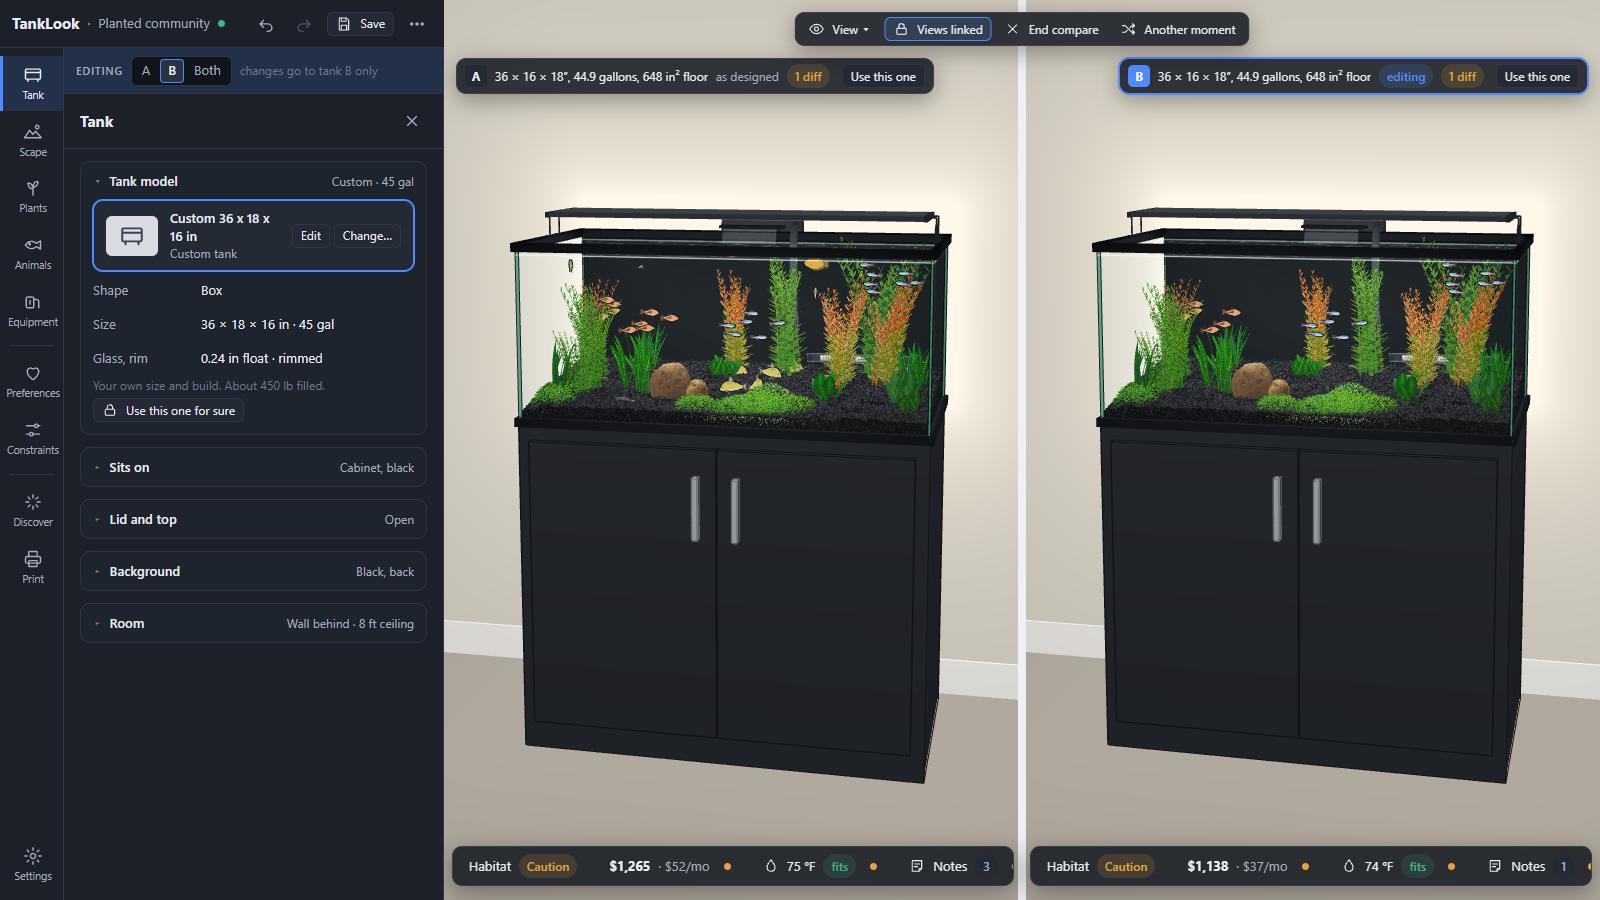 TankLook · Planted community
Save
EDITING A B Both changes go to tank B only
Tank
Scape
Plants
Animals
Equipment
Preferences
Constraints
Discover
Print
Settings
Tank
Tank model Custom · 45 gal
Custom 36 x 18 x
16 in
Custom tank
Edit
Change...
Shape Box
Size 36 × 18 × 16 in · 45 gal
Glass, rim 0.24 in float · rimmed
Your own size and build. About 450 lb filled.
Use this one for sure
Sits on Cabinet, black
Lid and top Open
Background Black, back
Room Wall behind · 8 ft ceiling
View Views linked End compare Another moment
A 36 × 16 × 18″, 44.9 gallons, 648 in² floor as designed 1 diff Use this one
B 36 × 16 × 18″, 44.9 gallons, 648 in² floor editing 1 diff Use this one
Habitat Caution $1,265 · $52/mo 75 °F fits Notes 3
Habitat Caution $1,138 · $37/mo 74 °F fits Notes 1